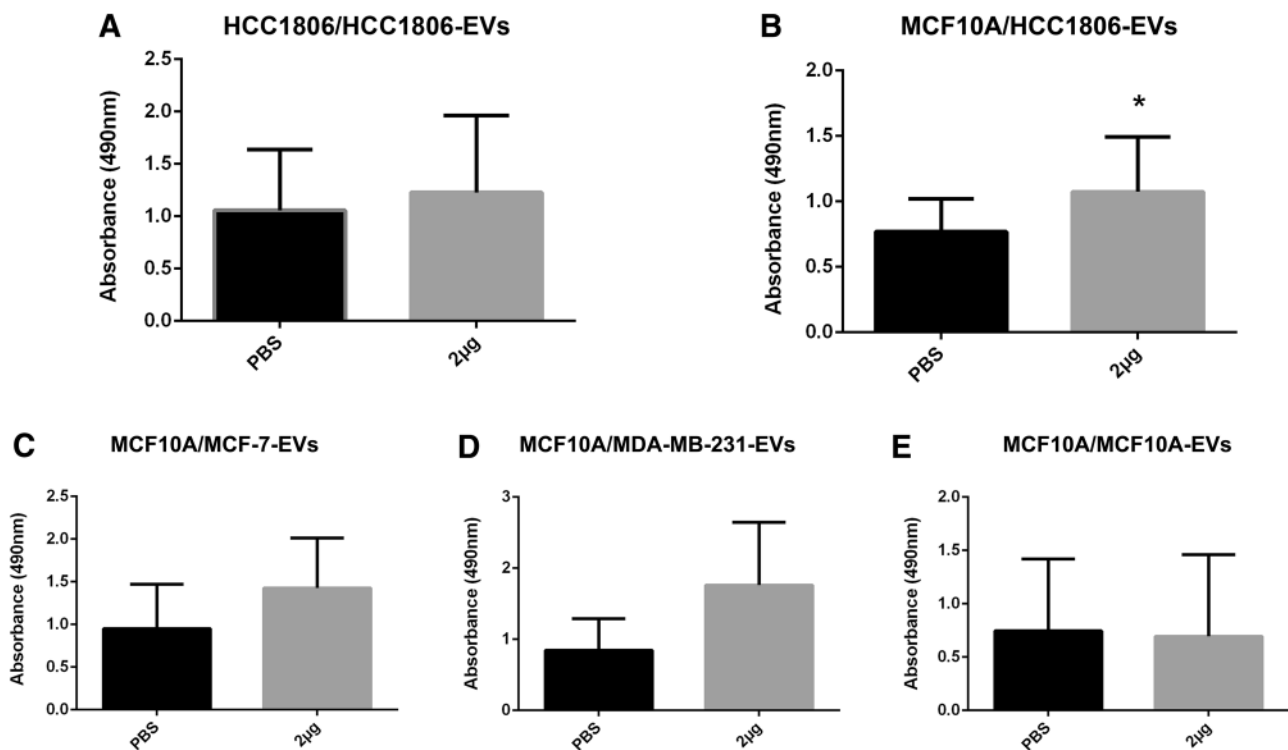 A HCC1806/HCC1806-EVs
Absorbance (490nm)
2.5
2.0
1.5
1.0
0.5
0.0
PBS
2µg
B MCF10A/HCC1806-EVs
Absorbance (490nm)
2.0
1.5
1.0
0.5
0.0
*
PBS
2µg
C MCF10A/MCF-7-EVs
Absorbance (490nm)
2.5
2.0
1.5
1.0
0.5
0.0
PBS
2µg
D MCF10A/MDA-MB-231-EVs
Absorbance (490nm)
3
2
1
0
PBS
2µg
E MCF10A/MCF10A-EVs
Absorbance (490nm)
2.0
1.5
1.0
0.5
0.0
PBS
2µg